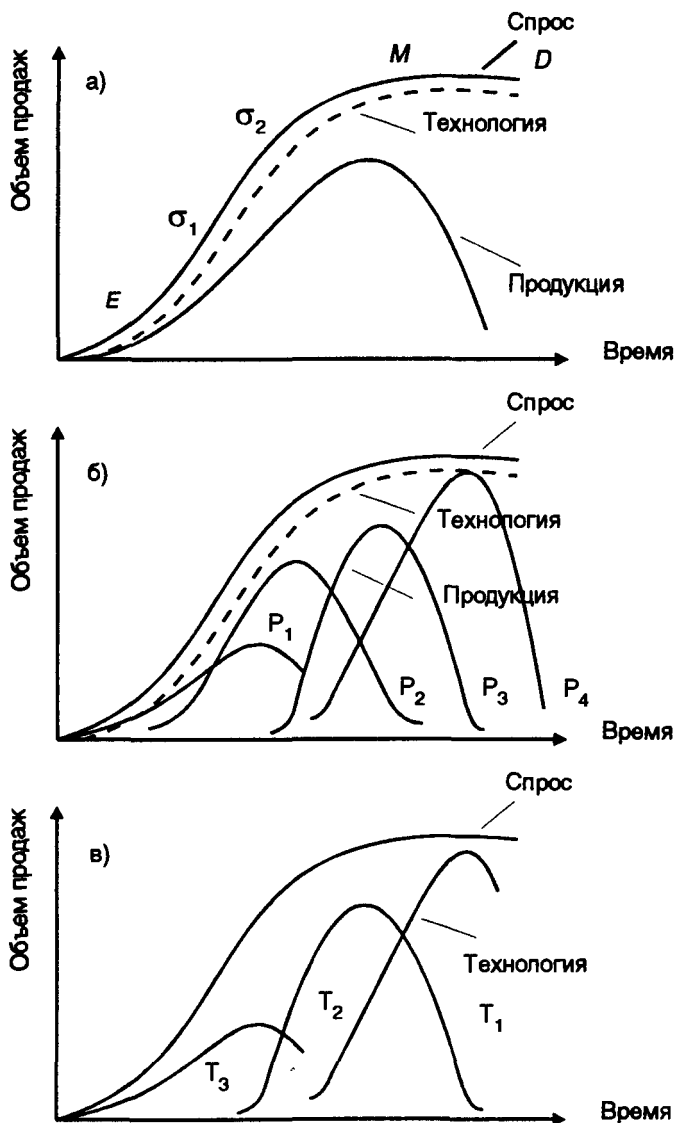 Объем продаж
а)
M
Спрос
D
σ2
Технология
σ1
E
Продукция
Время
Объем продаж
б)
Спрос
Технология
Продукция
P1
P2
P3
P4
Время
Объем продаж
в)
Спрос
Технология
T2
T1
T3
Время